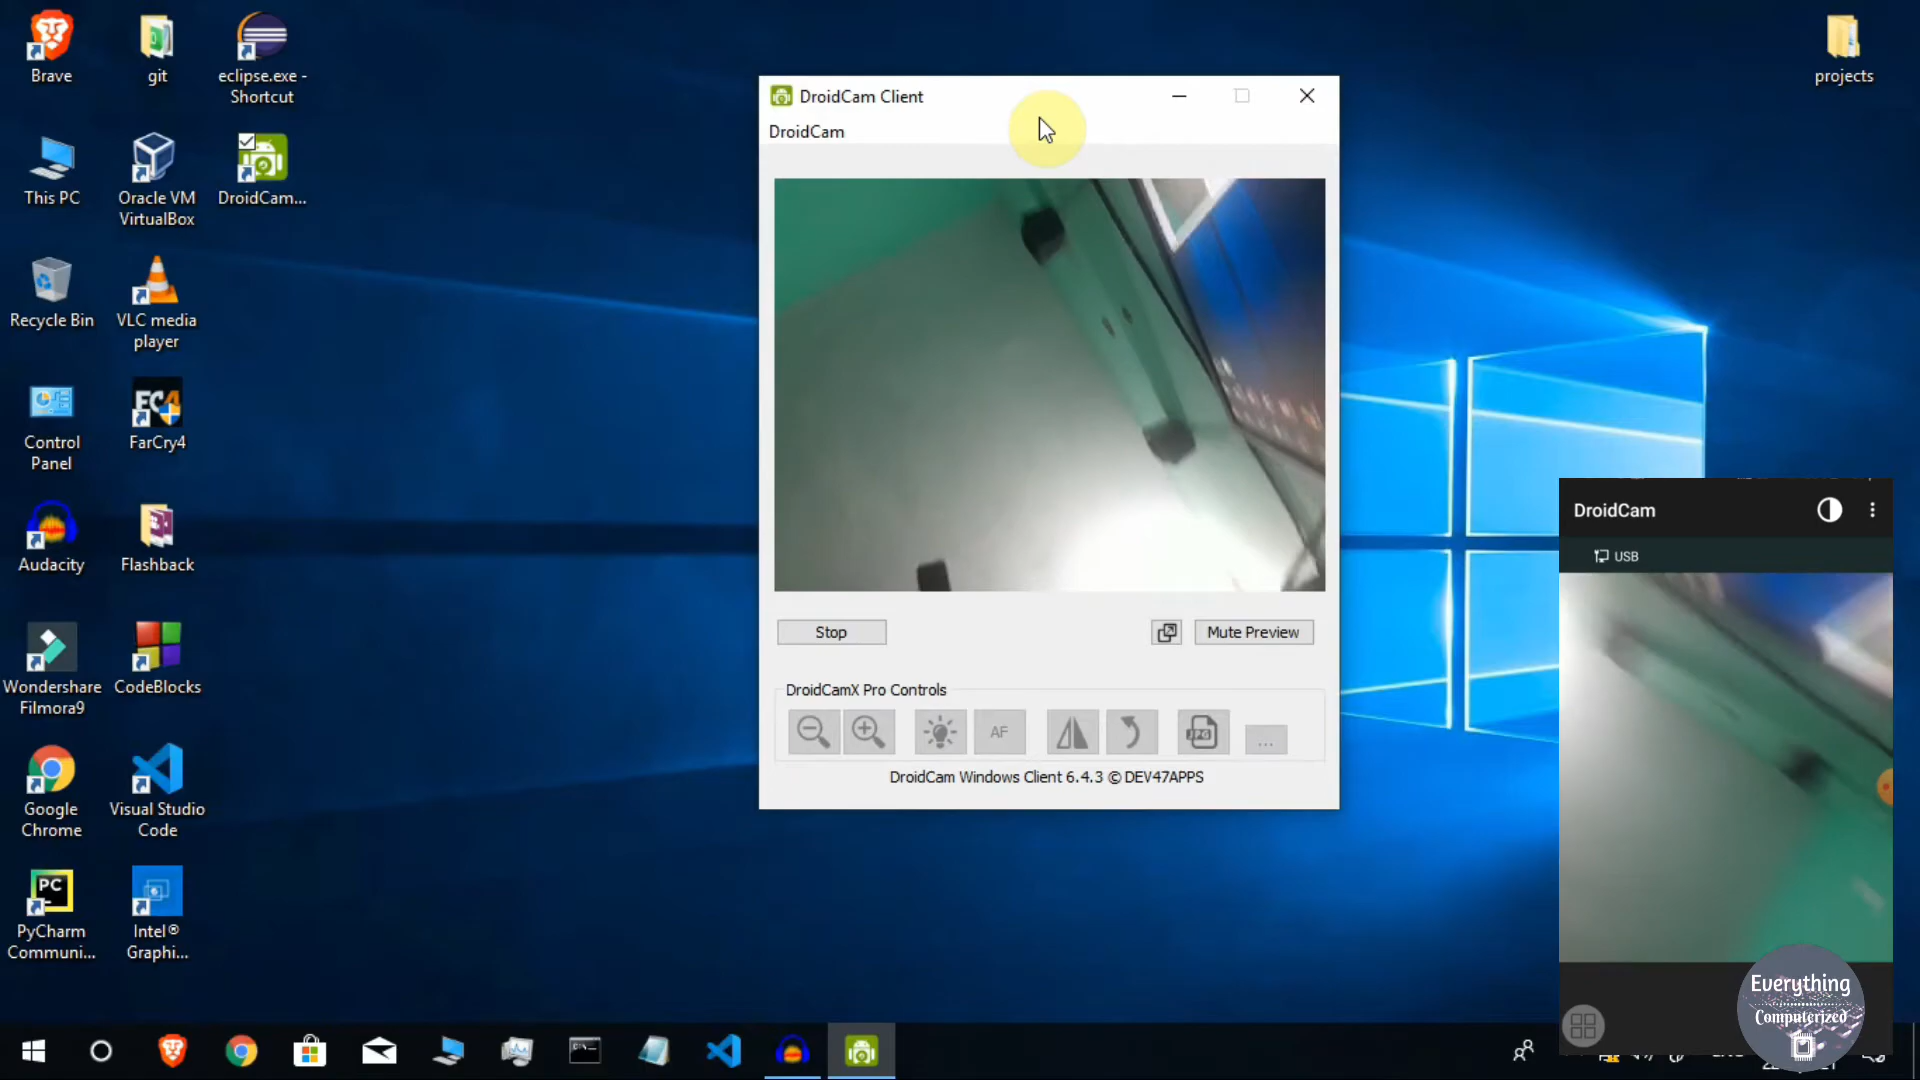 Brave
git
eclipse.exe -
Shortcut
projects
This PC
Oracle VM
VirtualBox
DroidCam...
Recycle Bin
VLC media
player
Control
Panel
FarCry4
Audacity
Flashback
Wondershare
Filmora9
CodeBlocks
Google
Chrome
Visual Studio
Code
PC
PyCharm
Communi...
Intel®
Graphi...
DroidCam Client
DroidCam
Stop
Mute Preview
DroidCamX Pro Controls
AF
JPG
...
DroidCam Windows Client 6.4.3 © DEV47APPS
DroidCam
USB
Everything
Computerized